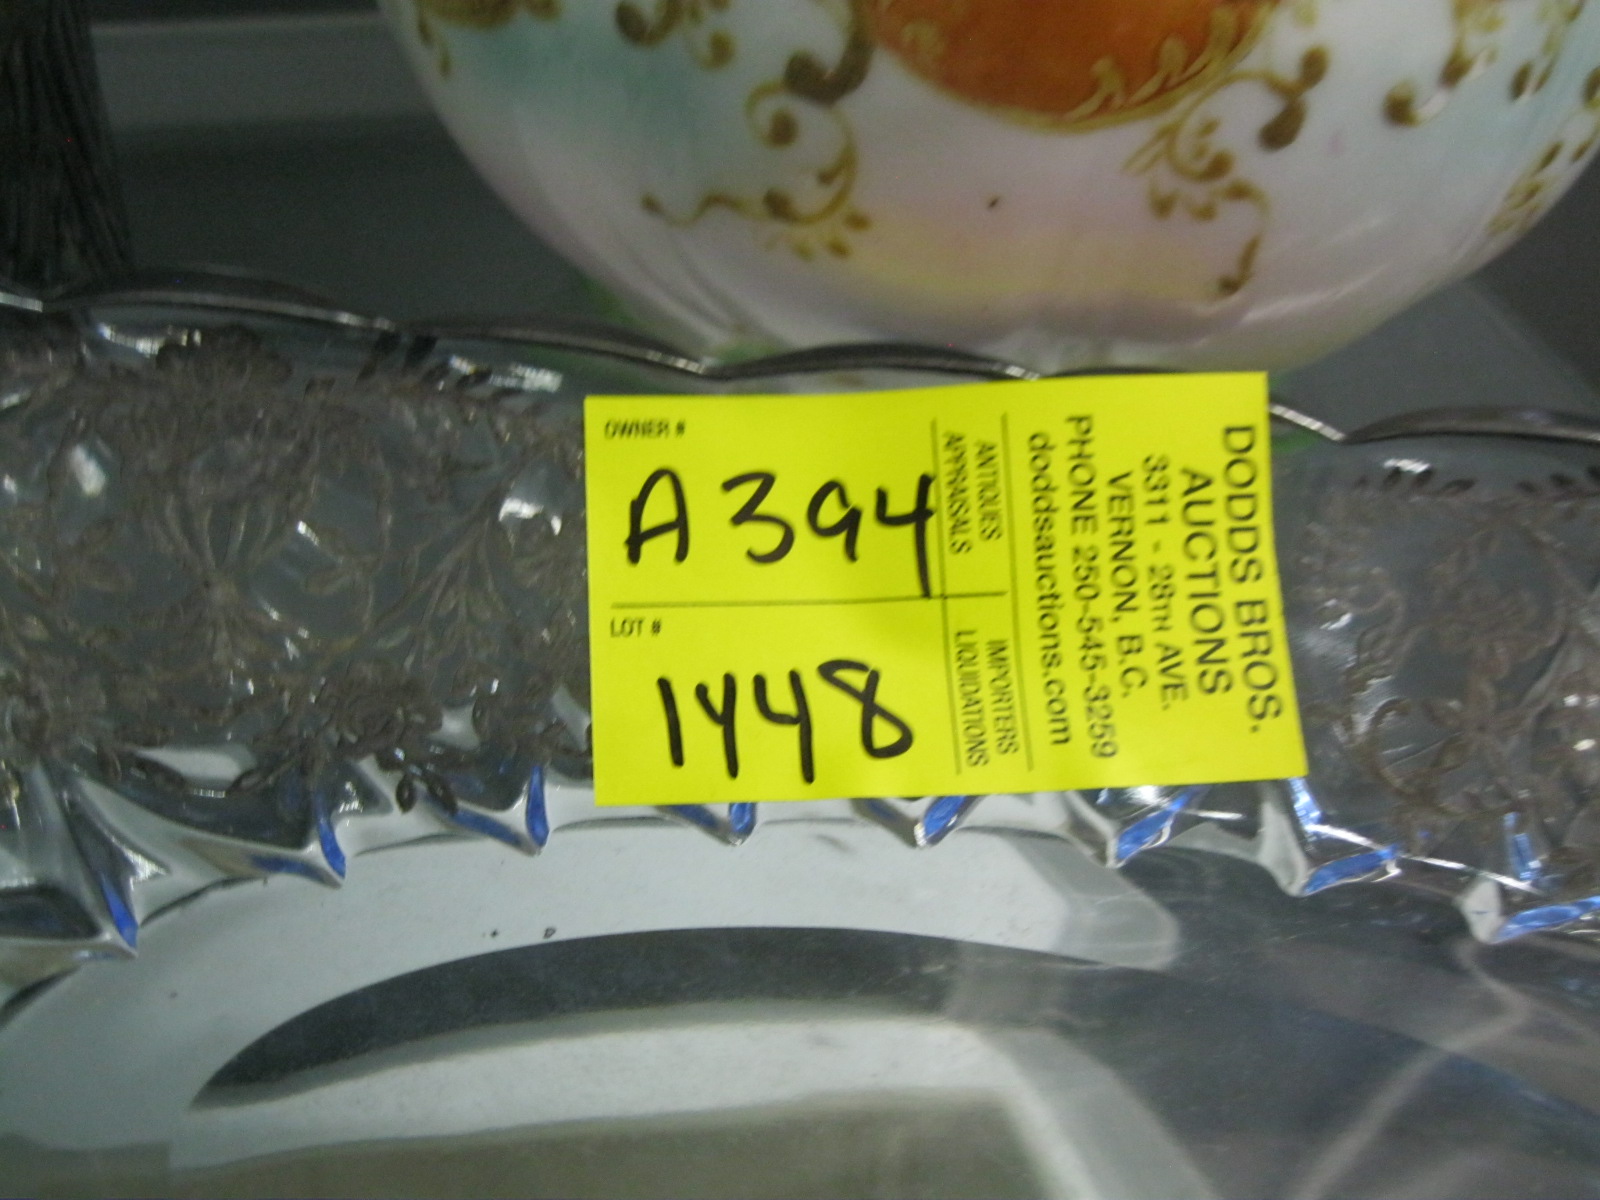 OWNER #
A394
LOT #
1448
ANTIQUES
APPRAISALS
IMPORTERS
LIQUIDATIONS
DODDS BROS.
AUCTIONS
3311 - 28TH AVE.
VERNON, B.C.
PHONE 250-545-3259
doddsauctions.com